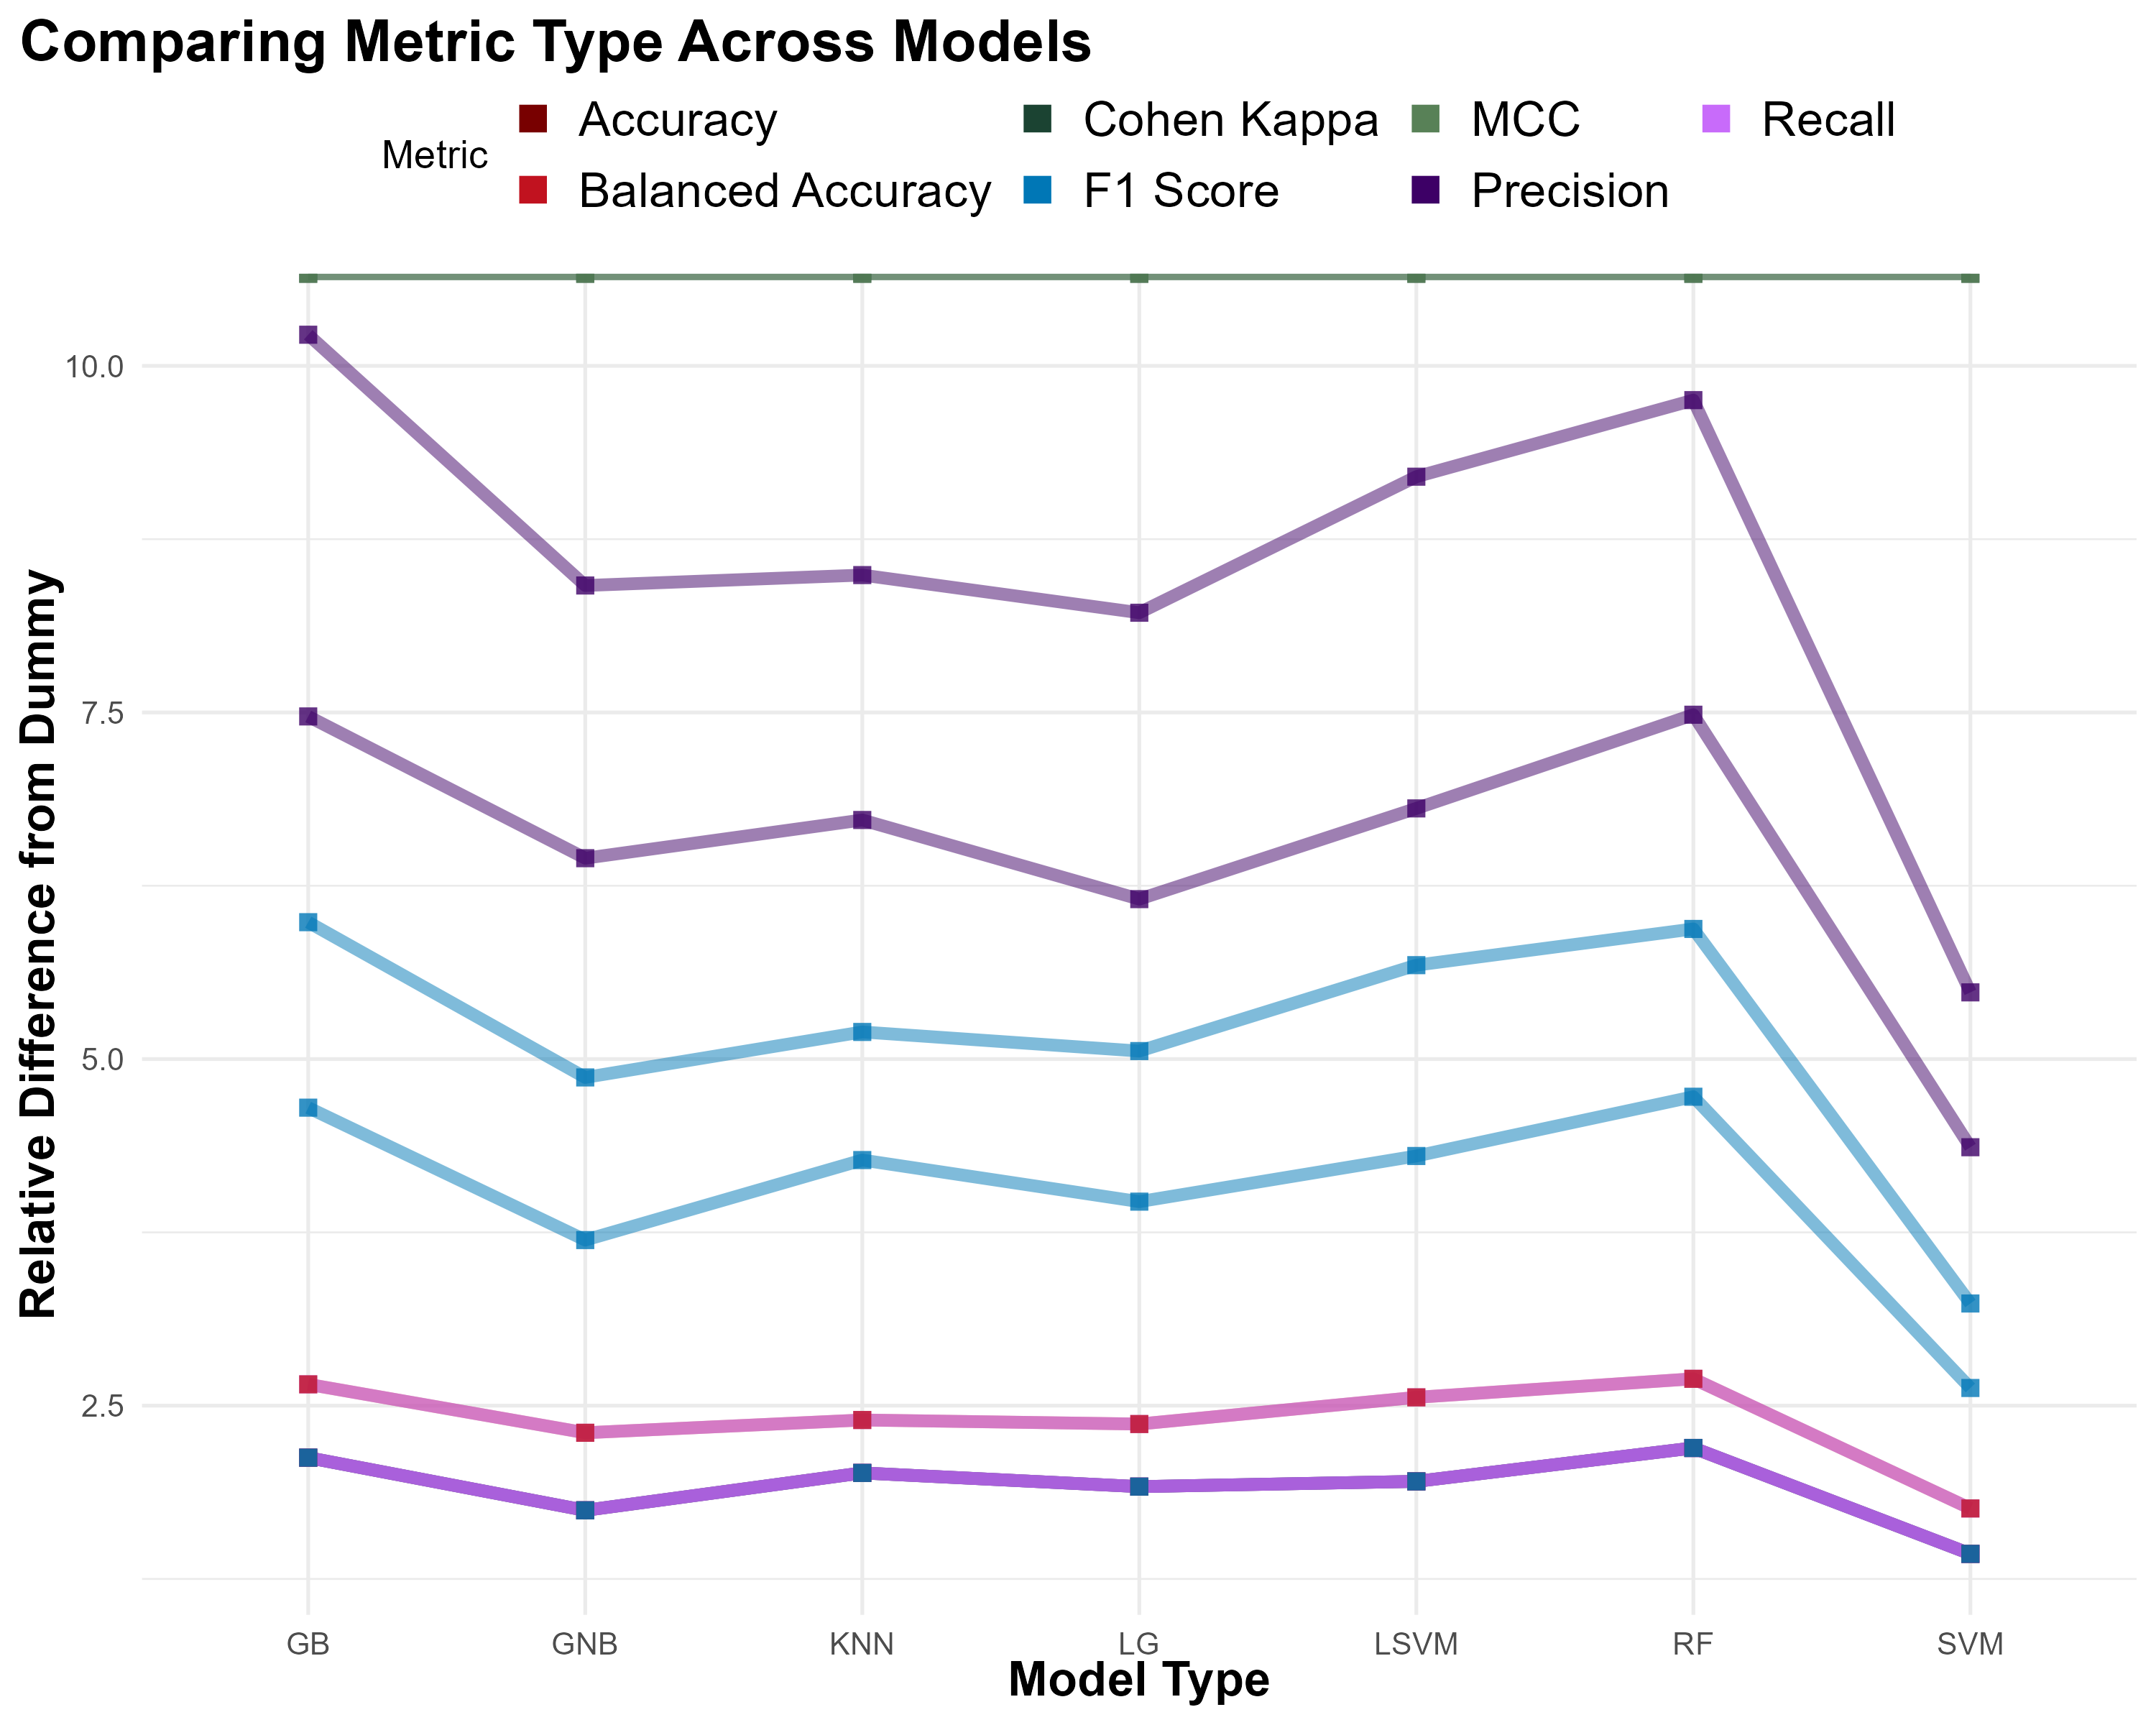 Comparing Metric Type Across Models
Metric
Accuracy
Cohen Kappa
MCC
Recall
Balanced Accuracy
F1 Score
Precision
Relative Difference from Dummy
10.0
7.5
5.0
2.5
GB
GNB
KNN
LG
LSVM
RF
SVM
Model Type